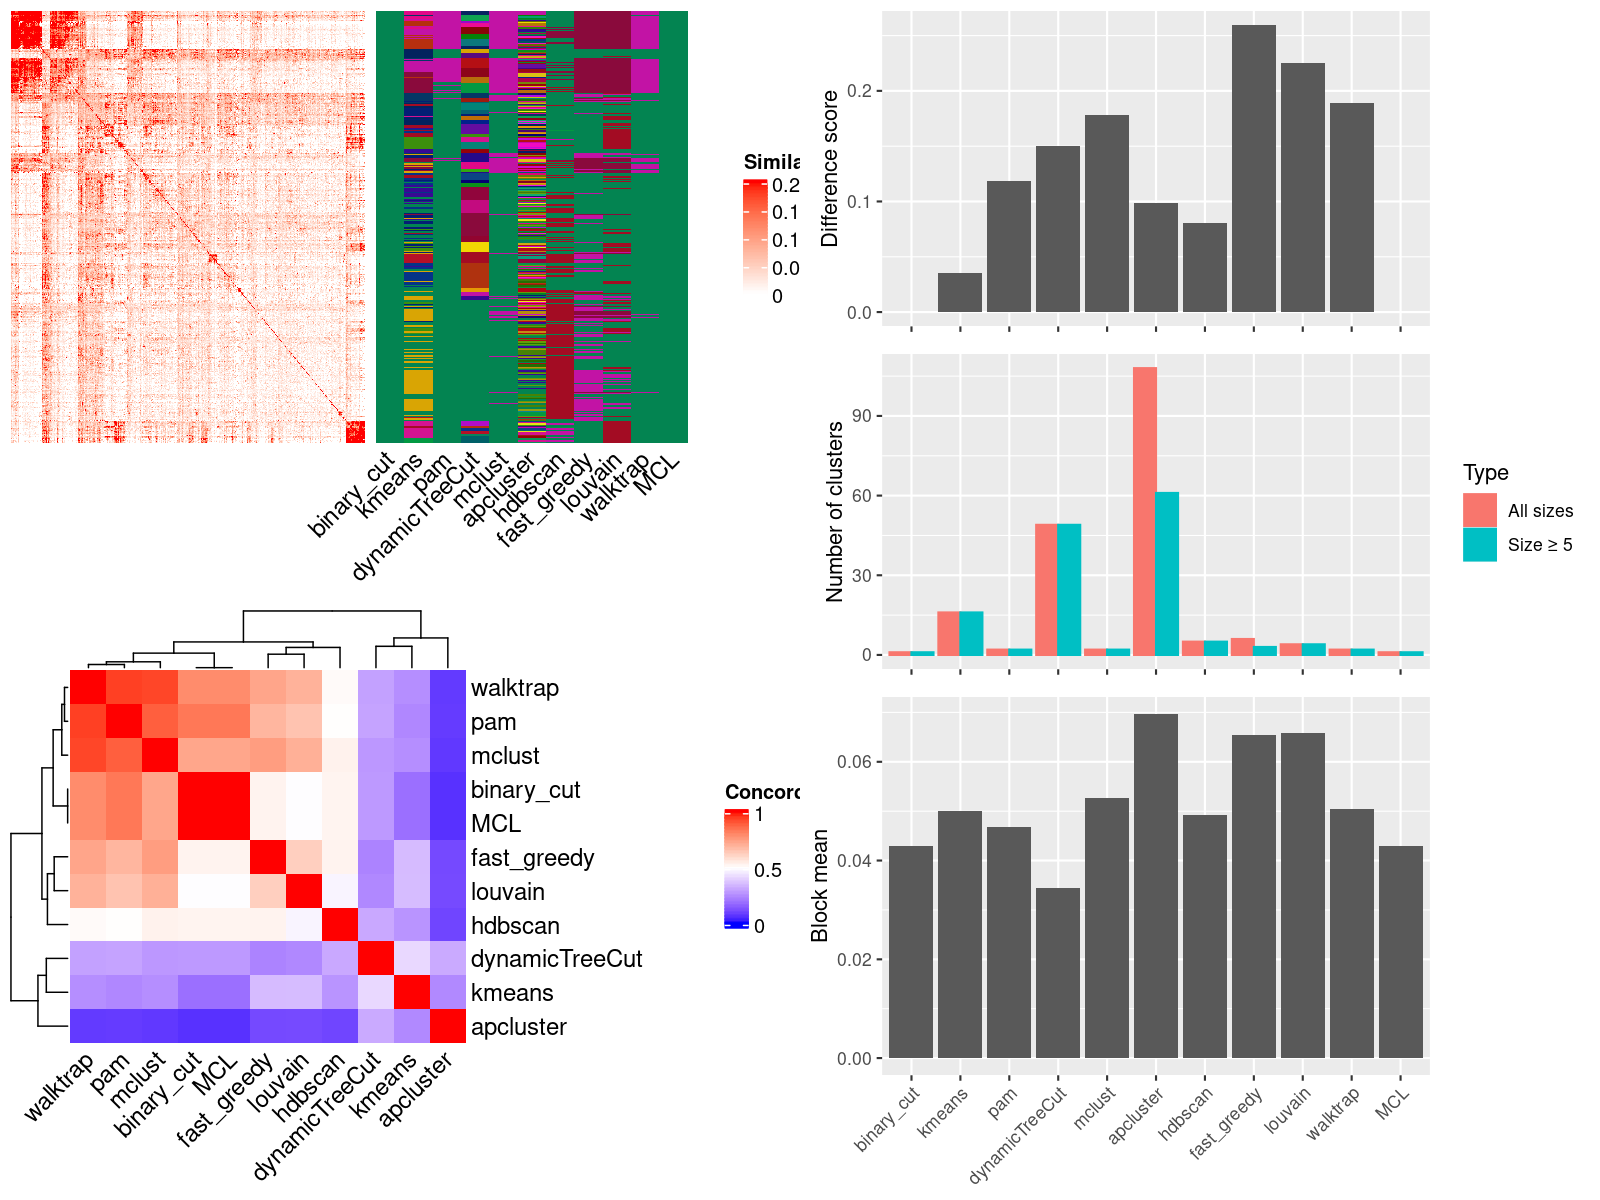 Simila
0.2
0.1
0.1
0.0
0
binary_cut
kmeans
pam
dynamicTreeCut
mclust
apcluster
hdbscan
fast_greedy
louvain
walktrap
MCL
walktrap
pam
mclust
binary_cut
MCL
fast_greedy
louvain
hdbscan
dynamicTreeCut
kmeans
apcluster
walktrap
pam
mclust
binary_cut
MCL
fast_greedy
louvain
hdbscan
dynamicTreeCut
kmeans
apcluster
Concord
1
0.5
0
Difference score
0.2
0.1
0.0
Number of clusters
90
60
30
0
Type
All sizes
Size ≥ 5
Block mean
0.06
0.04
0.02
0.00
binary_cut
kmeans
pam
dynamicTreeCut
mclust
apcluster
hdbscan
fast_greedy
louvain
walktrap
MCL